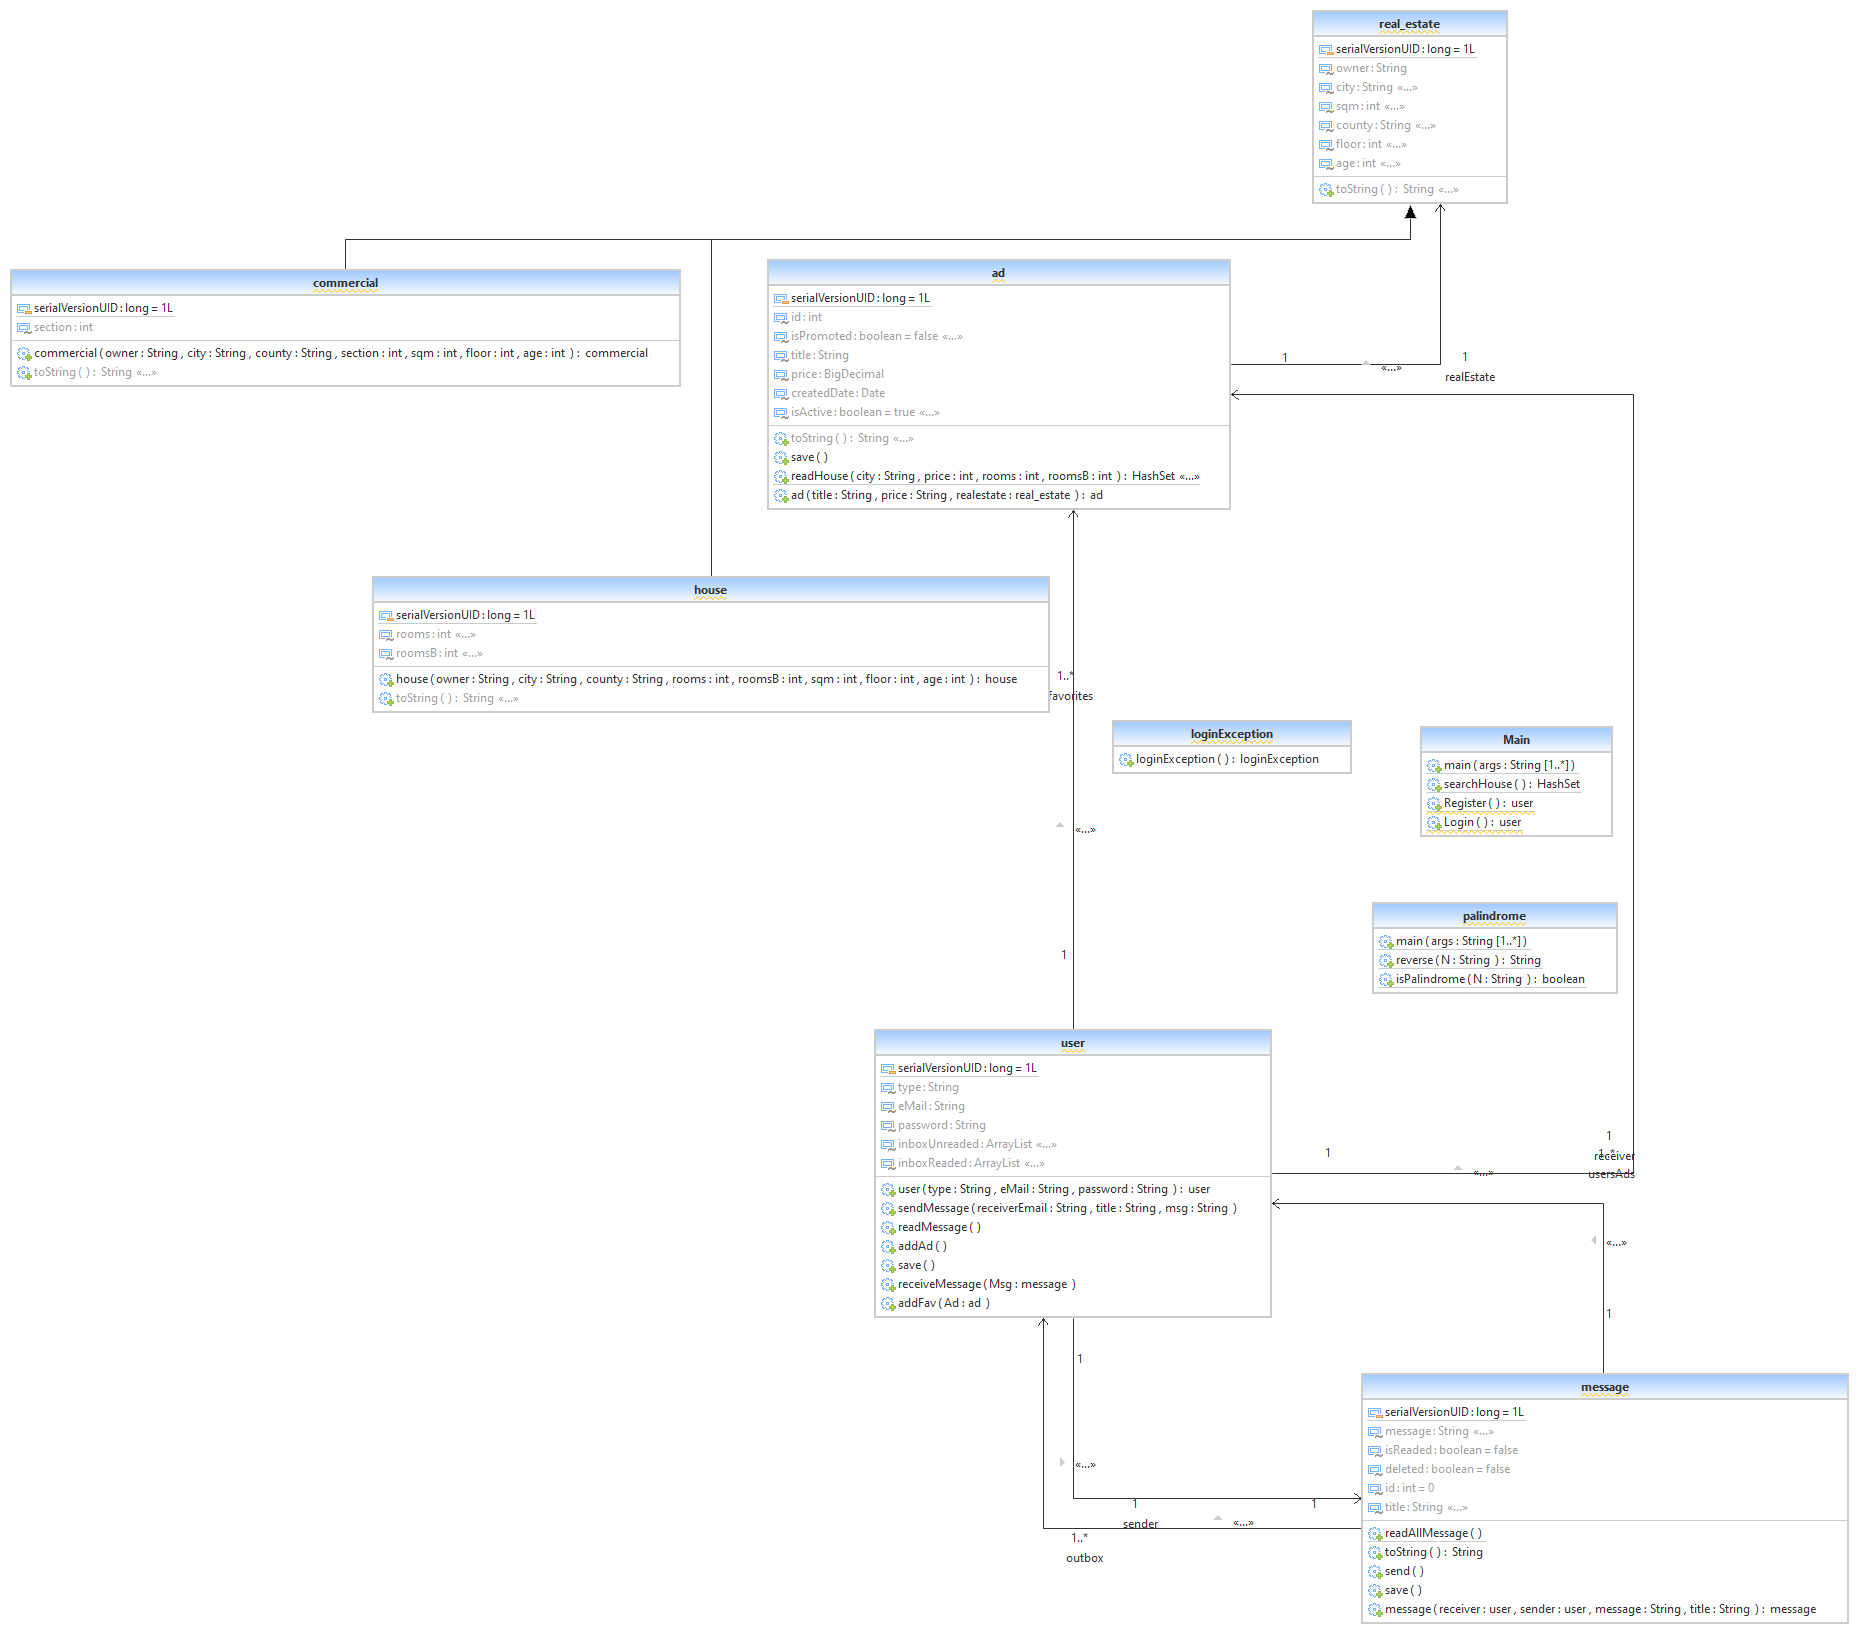 real_estate
serialVersionUID : long = 1L
owner : String
city : String «...»
sqm : int «...»
county : String «...»
floor : int «...»
age : int «...»
toString ( ) : String «...»
commercial
serialVersionUID : long = 1L
section : int
commercial ( owner : String , city : String , county : String , section : int , sqm : int , floor : int , age : int ) : commercial
toString ( ) : String «...»
ad
serialVersionUID : long = 1L
id : int
isPromoted : boolean = false «...»
title : String
price : BigDecimal
createdDate : Date
isActive : boolean = true «...»
toString ( ) : String «...»
save ( )
readHouse ( city : String , price : int , rooms : int , roomsB : int ) : HashSet «...»
ad ( title : String , price : String , realestate : real_estate ) : ad
1
«...»
1
realEstate
house
serialVersionUID : long = 1L
rooms : int «...»
roomsB : int «...»
house ( owner : String , city : String , county : String , rooms : int , roomsB : int , sqm : int , floor : int , age : int ) : house
toString ( ) : String «...»
1..*
favorites
«...»
1
loginException
loginException ( ) : loginException
Main
main ( args : String [1..*] )
searchHouse ( ) : HashSet
Register ( ) : user
Login ( ) : user
palindrome
main ( args : String [1..*] )
reverse ( N : String ) : String
isPalindrome ( N : String ) : boolean
user
serialVersionUID : long = 1L
type : String
eMail : String
password : String
inboxUnreaded : ArrayList «...»
inboxReaded : ArrayList «...»
user ( type : String , eMail : String , password : String ) : user
sendMessage ( receiverEmail : String , title : String , msg : String )
readMessage ( )
addAd ( )
save ( )
receiveMessage ( Msg : message )
addFav ( Ad : ad )
1
«...»
1
1..*
receiver
usersAds
«...»
1
1
«...»
1
sender
1
«...»
1..*
outbox
message
serialVersionUID : long = 1L
message : String «...»
isReaded : boolean = false
deleted : boolean = false
id : int = 0
title : String «...»
readAllMessage ( )
toString ( ) : String
send ( )
save ( )
message ( receiver : user , sender : user , message : String , title : String ) : message